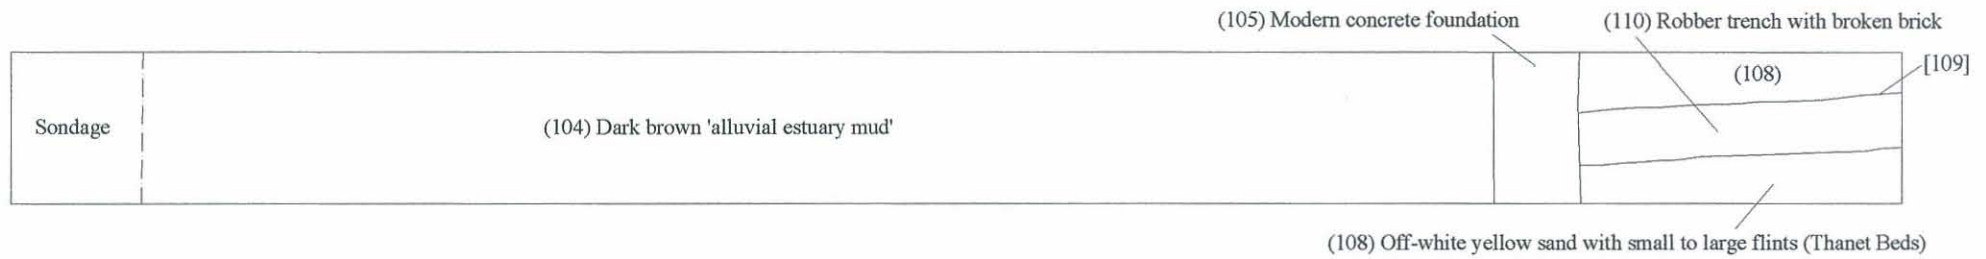 (105) Modern concrete foundation
(110) Robber trench with broken brick
(108)
[109]
Sondage
(104) Dark brown 'alluvial estuary mud'
(108) Off-white yellow sand with small to large flints (Thanet Beds)